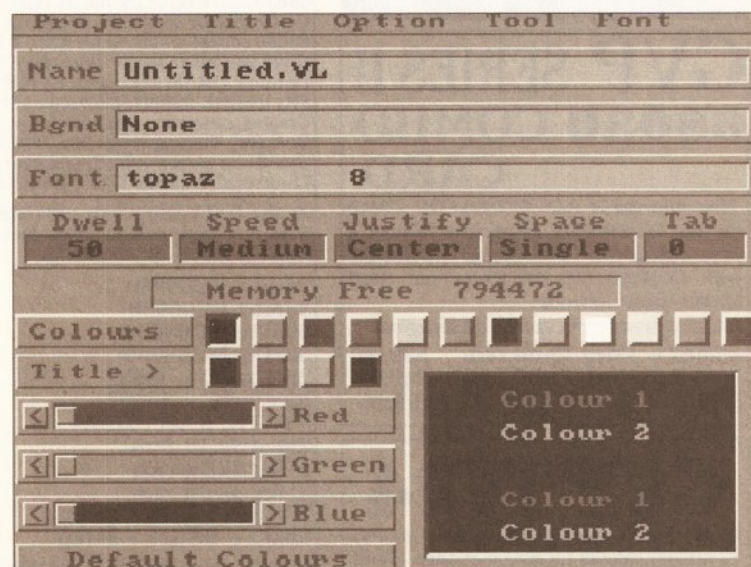 Project Title Option Tool Font
Name Untitled.VL
Bgnd None
Font topaz 8
Dwell Speed Justify Space Tab
50 Medium Center Single 0
Memory Free 794472
Colours
Title >
< > Red
Colour 1
Colour 2
< > Green
< > Blue
Colour 1
Colour 2
Default Colours